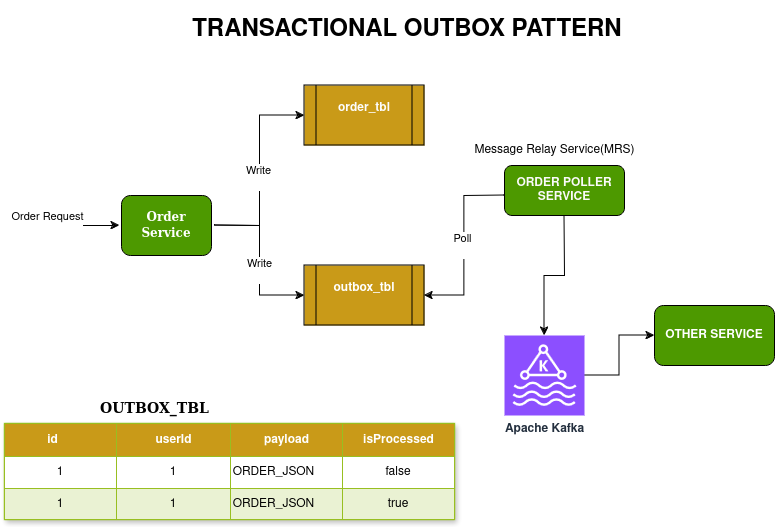 TRANSACTIONAL OUTBOX PATTERN
order_tbl
Message Relay Service(MRS)
Write
ORDER POLLER
SERVICE
Order Request
Order
Service
Poll
Write
outbox_tbl
OTHER SERVICE
K
Apache Kafka
OUTBOX_TBL
id userId payload isProcessed
1 1 ORDER_JSON false
1 1 ORDER_JSON true